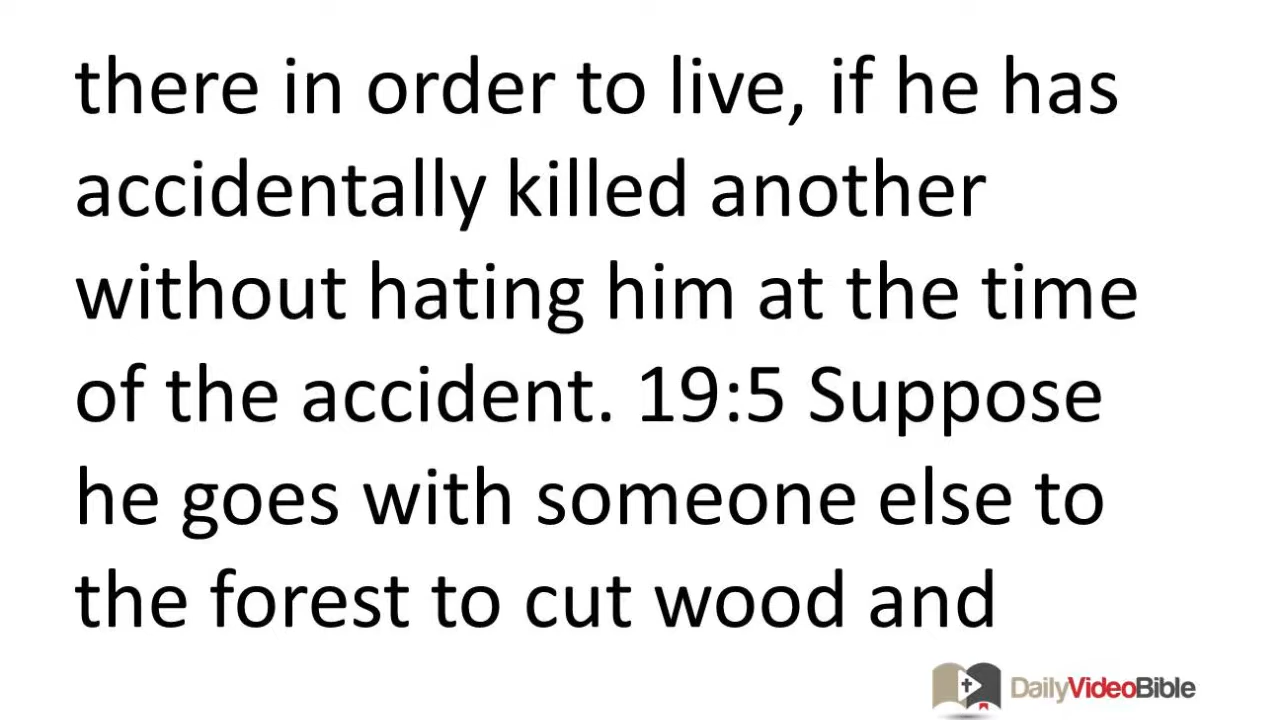 there in order to live, if he has
accidentally killed another
without hating him at the time
of the accident. 19:5 Suppose
he goes with someone else to
the forest to cut wood and
DailyVideoBible